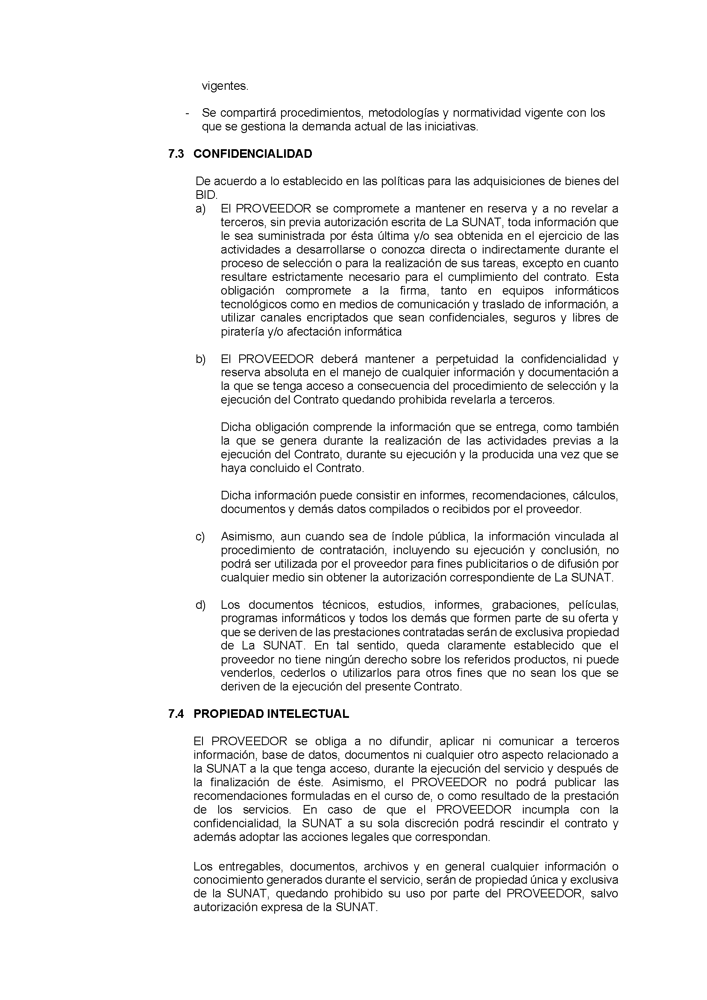 vigentes.
- Se compartirá procedimientos, metodologías y normatividad vigente con los
que se gestiona la demanda actual de las iniciativas.
7.3 CONFIDENCIALIDAD
De acuerdo a lo establecido en las políticas para las adquisiciones de bienes del
BID.
a) El PROVEEDOR se compromete a mantener en reserva y a no revelar a
terceros, sin previa autorización escrita de La SUNAT, toda información que
le sea suministrada por ésta última y/o sea obtenida en el ejercicio de las
actividades a desarrollarse o conozca directa o indirectamente durante el
proceso de selección o para la realización de sus tareas, excepto en cuanto
resultare estrictamente necesario para el cumplimiento del contrato. Esta
obligación compromete a la firma, tanto en equipos informáticos
tecnológicos como en medios de comunicación y traslado de información, a
utilizar canales encriptados que sean confidenciales, seguros y libres de
piratería y/o afectación informática
b) El PROVEEDOR deberá mantener a perpetuidad la confidencialidad y
reserva absoluta en el manejo de cualquier información y documentación a
la que se tenga acceso a consecuencia del procedimiento de selección y la
ejecución del Contrato quedando prohibida revelarla a terceros.
Dicha obligación comprende la información que se entrega, como también
la que se genera durante la realización de las actividades previas a la
ejecución del Contrato, durante su ejecución y la producida una vez que se
haya concluido el Contrato.
Dicha información puede consistir en informes, recomendaciones, cálculos,
documentos y demás datos compilados o recibidos por el proveedor.
c) Asimismo, aun cuando sea de índole pública, la información vinculada al
procedimiento de contratación, incluyendo su ejecución y conclusión, no
podrá ser utilizada por el proveedor para fines publicitarios o de difusión por
cualquier medio sin obtener la autorización correspondiente de La SUNAT.
d) Los documentos técnicos, estudios, informes, grabaciones, películas,
programas informáticos y todos los demás que formen parte de su oferta y
que se deriven de las prestaciones contratadas serán de exclusiva propiedad
de La SUNAT. En tal sentido, queda claramente establecido que el
proveedor no tiene ningún derecho sobre los referidos productos, ni puede
venderlos, cederlos o utilizarlos para otros fines que no sean los que se
deriven de la ejecución del presente Contrato.
7.4 PROPIEDAD INTELECTUAL
El PROVEEDOR se obliga a no difundir, aplicar ni comunicar a terceros
información, base de datos, documentos ni cualquier otro aspecto relacionado a
la SUNAT a la que tenga acceso, durante la ejecución del servicio y después de
la finalización de éste. Asimismo, el PROVEEDOR no podrá publicar las
recomendaciones formuladas en el curso de, o como resultado de la prestación
de los servicios. En caso de que el PROVEEDOR incumpla con la
confidencialidad, la SUNAT a su sola discreción podrá rescindir el contrato y
además adoptar las acciones legales que correspondan.
Los entregables, documentos, archivos y en general cualquier información o
conocimiento generados durante el servicio, serán de propiedad única y exclusiva
de la SUNAT, quedando prohibido su uso por parte del PROVEEDOR, salvo
autorización expresa de la SUNAT.